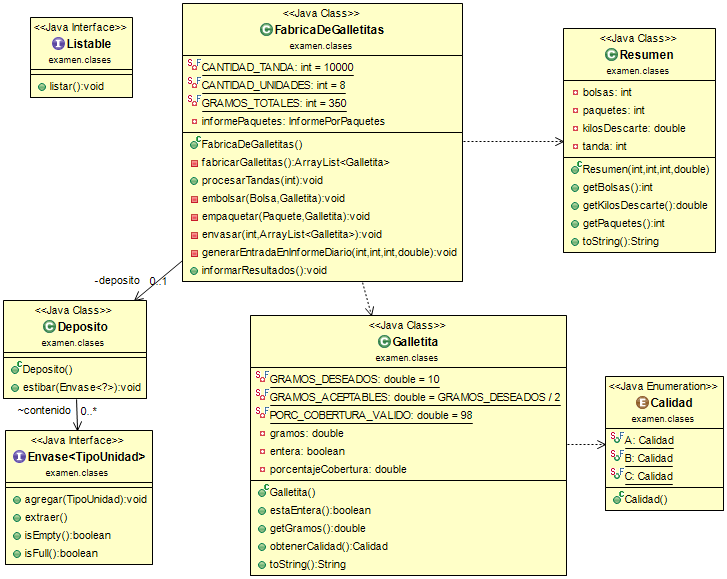 <<Java Interface>>
Listable
examen.clases
listar():void
<<Java Class>>
FabricaDeGalletitas
examen.clases
CANTIDAD_TANDA: int = 10000
CANTIDAD_UNIDADES: int = 8
GRAMOS_TOTALES: int = 350
informePaquetes: InformePorPaquetes
FabricaDeGalletitas()
fabricarGalletitas():ArrayList<Galletita>
procesarTandas(int):void
embolsar(Bolsa,Galletita):void
empaquetar(Paquete,Galletita):void
envasar(int,ArrayList<Galletita>):void
generarEntradaEnInformeDiario(int,int,int,double):void
informarResultados():void
<<Java Class>>
Resumen
examen.clases
bolsas: int
paquetes: int
kilosDescarte: double
tanda: int
Resumen(int,int,int,double)
getBolsas():int
getKilosDescarte():double
getPaquetes():int
toString():String
-deposito 0..1
<<Java Class>>
Deposito
examen.clases
Deposito()
estibar(Envase<?>):void
~contenido 0..*
<<Java Interface>>
Envase<TipoUnidad>
examen.clases
agregar(TipoUnidad):void
extraer()
isEmpty():boolean
isFull():boolean
<<Java Class>>
Galletita
examen.clases
GRAMOS_DESEADOS: double = 10
GRAMOS_ACEPTABLES: double = GRAMOS_DESEADOS / 2
PORC_COBERTURA_VALIDO: double = 98
gramos: double
entera: boolean
porcentajeCobertura: double
Galletita()
estaEntera():boolean
getGramos():double
obtenerCalidad():Calidad
toString():String
<<Java Enumeration>>
Calidad
examen.clases
A: Calidad
B: Calidad
C: Calidad
Calidad()